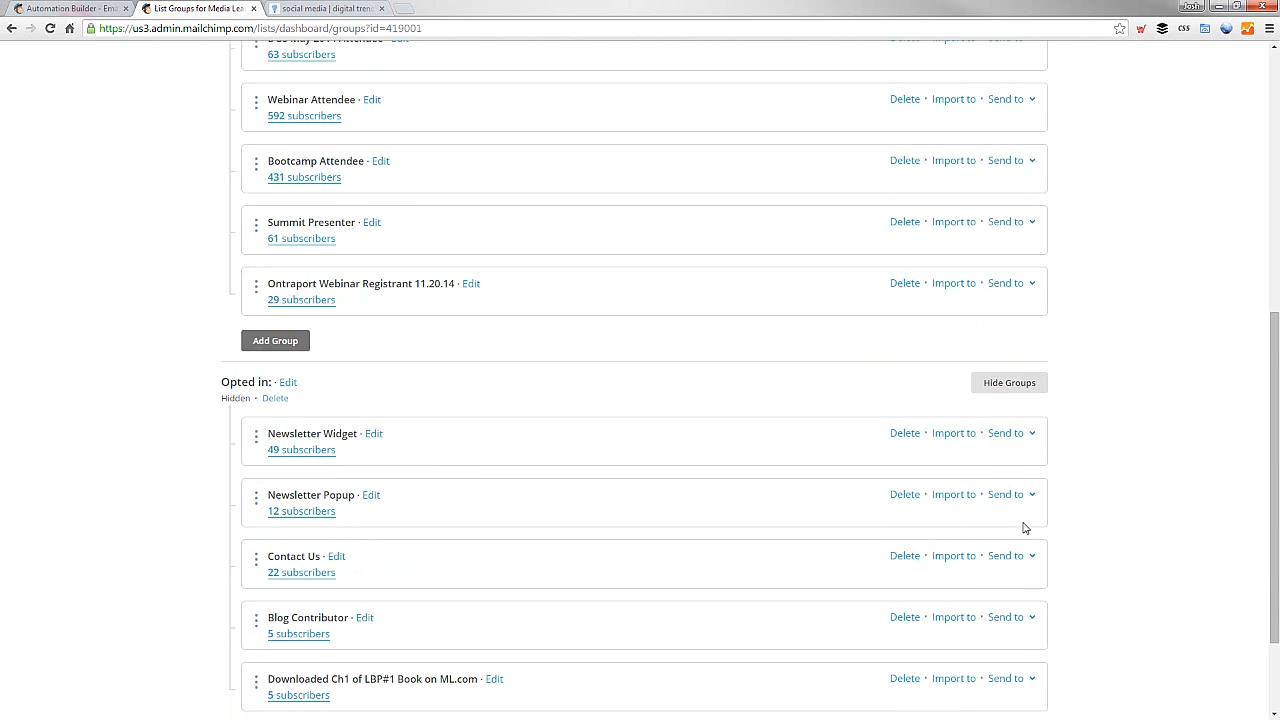 Josh
Automation Builder - Ema
List Groups for Media Lea
social media | digital tren
https://us3.admin.mailchimp.com/lists/dashboard/groups?id=419001
CSS
63 subscribers
Webinar Attendee · Edit
Delete · Import to · Send to
592 subscribers
Bootcamp Attendee · Edit
Delete · Import to · Send to
431 subscribers
Summit Presenter · Edit
Delete · Import to · Send to
61 subscribers
Ontraport Webinar Registrant 11.20.14 · Edit
Delete · Import to · Send to
29 subscribers
Add Group
Opted in: · Edit
Hide Groups
Hidden · Delete
Newsletter Widget · Edit
Delete · Import to · Send to
49 subscribers
Newsletter Popup · Edit
Delete · Import to · Send to
12 subscribers
Contact Us · Edit
Delete · Import to · Send to
22 subscribers
Blog Contributor · Edit
Delete · Import to · Send to
5 subscribers
Downloaded Ch1 of LBP#1 Book on ML.com · Edit
Delete · Import to · Send to
5 subscribers